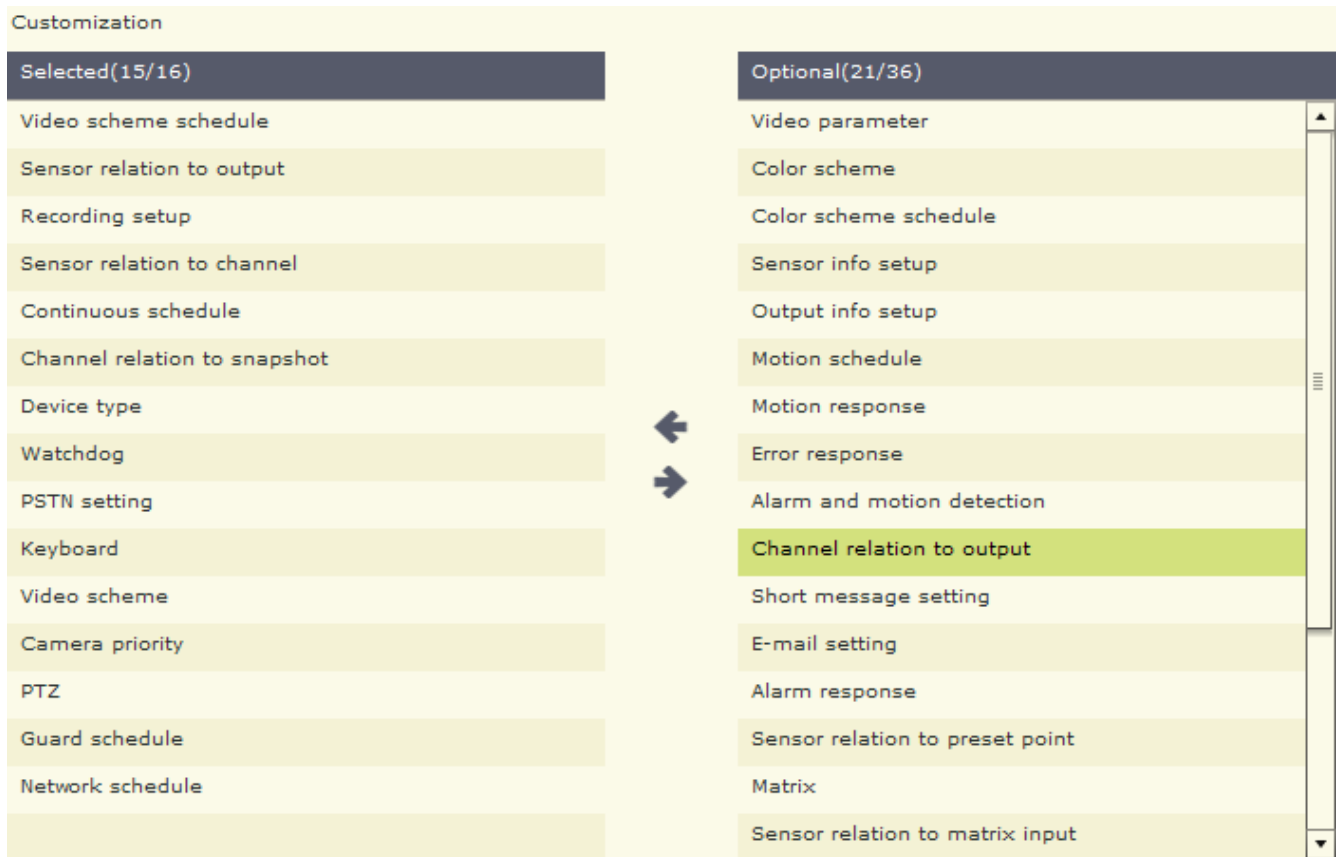 Customization
Selected(15/16)
Video scheme schedule
Sensor relation to output
Recording setup
Sensor relation to channel
Continuous schedule
Channel relation to snapshot
Device type
Watchdog
PSTN setting
Keyboard
Video scheme
Camera priority
PTZ
Guard schedule
Network schedule
Optional(21/36)
Video parameter
Color scheme
Color scheme schedule
Sensor info setup
Output info setup
Motion schedule
Motion response
Error response
Alarm and motion detection
Channel relation to output
Short message setting
E-mail setting
Alarm response
Sensor relation to preset point
Matrix
Sensor relation to matrix input